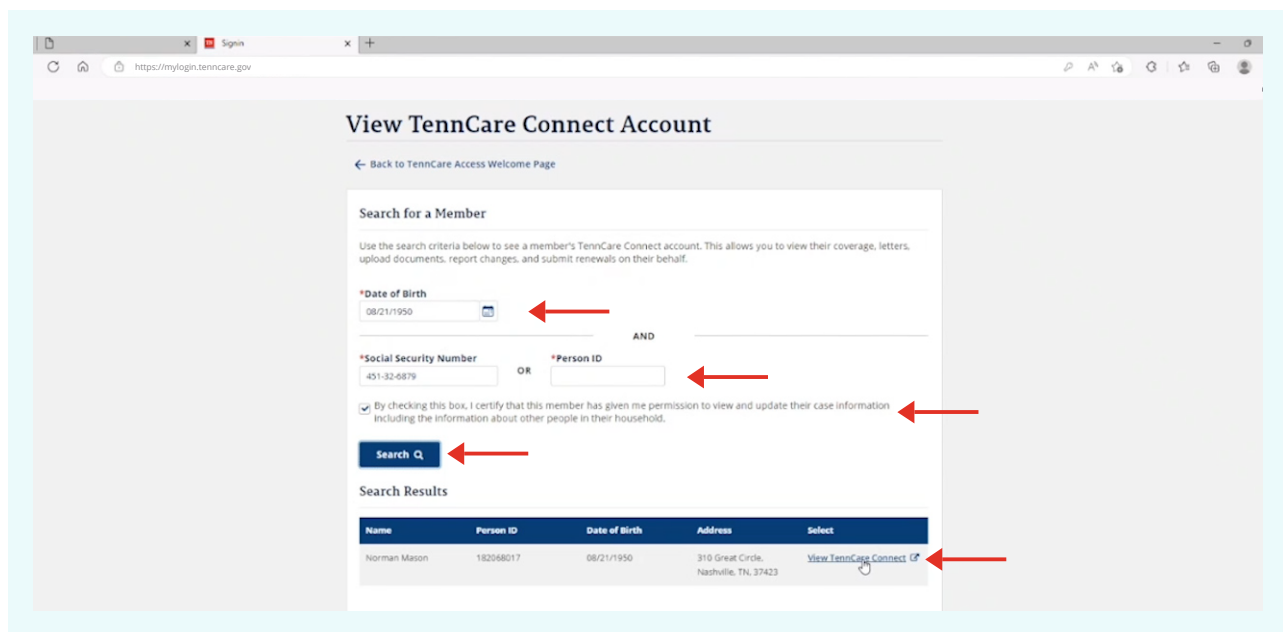 Signin
https://mylogin.tenncare.gov
View TennCare Connect Account
← Back to TennCare Access Welcome Page
Search for a Member
Use the search criteria below to see a member's TennCare Connect account. This allows you to view their coverage, letters,
upload documents, report changes, and submit renewals on their behalf.
*Date of Birth
08/21/1950
AND
*Social Security Number
OR
*Person ID
451-32-6879
By checking this box, I certify that this member has given me permission to view and update their case information
including the information about other people in their household.
Search
Search Results
Name Person ID Date of Birth Address Select
Norman Mason 182068017 08/21/1950 310 Great Circle, View TennCare Connect
Nashville, TN, 37423